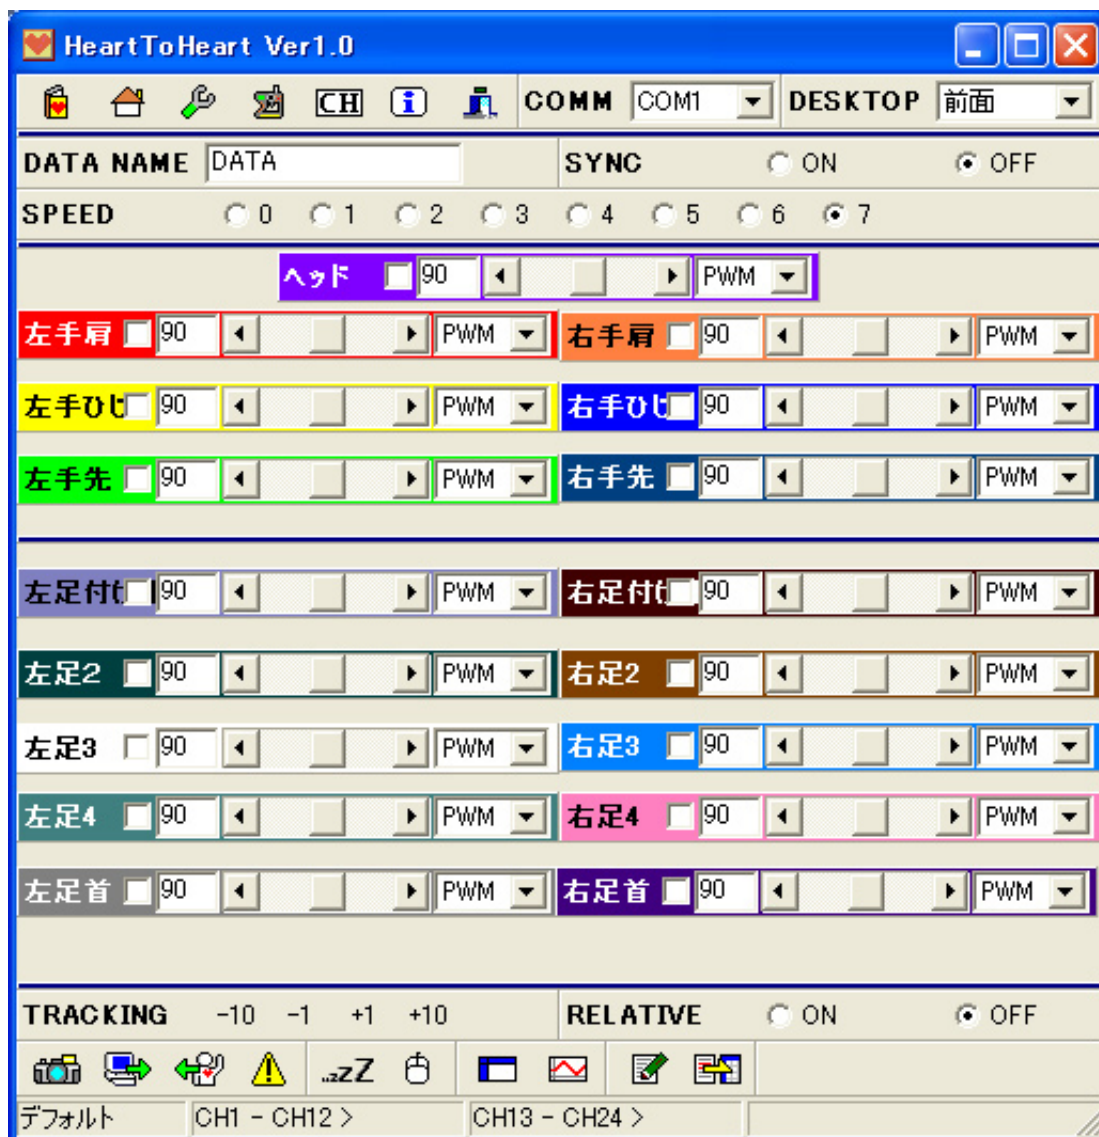 HeartToHeart Ver1.0
CH COMM COM1 DESKTOP 前面
DATA NAME DATA SYNC ON OFF
SPEED 0 1 2 3 4 5 6 7
ヘッド 90 PWM
左手肩 90 PWM 右手肩 90 PWM
左手ひじ 90 PWM 右手ひじ 90 PWM
左手先 90 PWM 右手先 90 PWM
左足付け 90 PWM 右足付け 90 PWM
左足2 90 PWM 右足2 90 PWM
左足3 90 PWM 右足3 90 PWM
左足4 90 PWM 右足4 90 PWM
左足首 90 PWM 右足首 90 PWM
TRACKING -10 -1 +1 +10 RELATIVE ON OFF
..zZZ
デフォルト CH1 - CH12 > CH13 - CH24 >